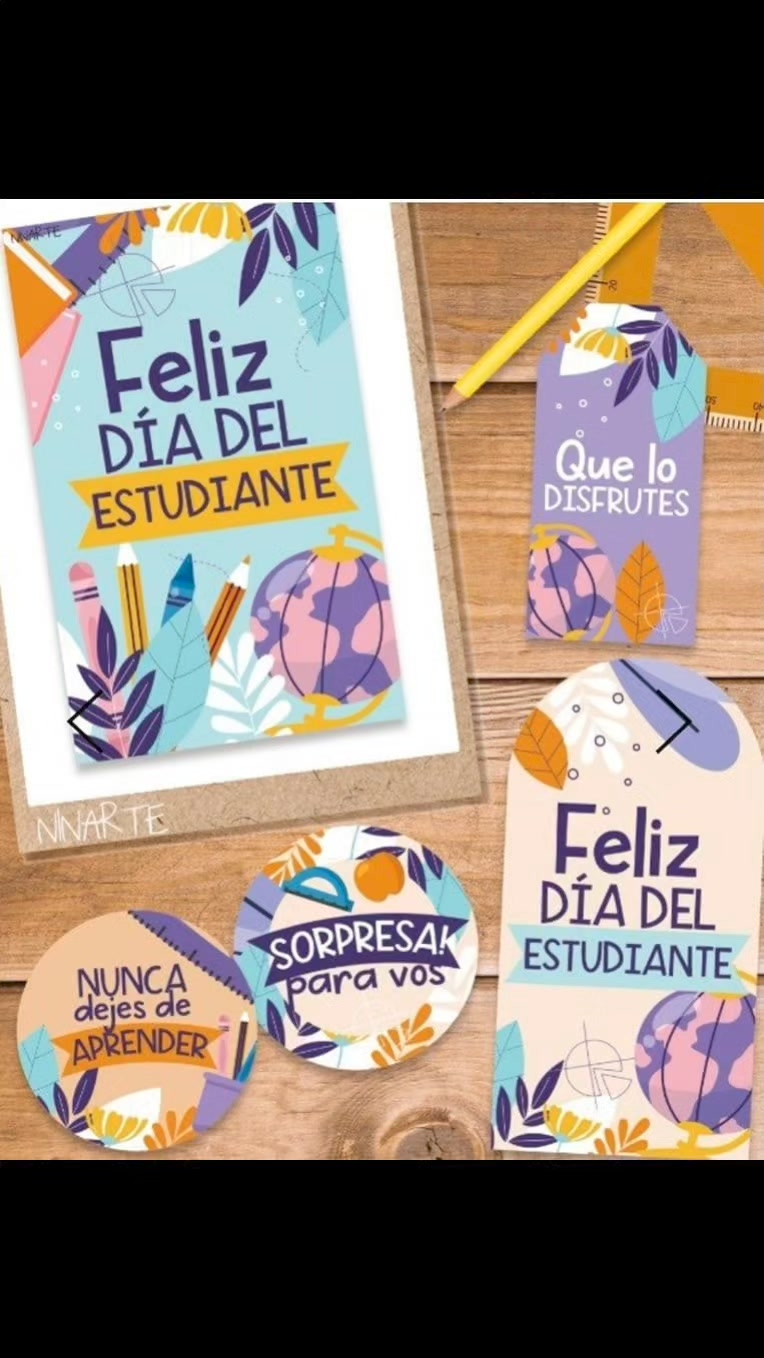 NINARTE
Feliz
DÍA DEL
ESTUDIANTE
Que lo
DISFRUTES
NINARTE
Feliz
DÍA DEL
ESTUDIANTE
SORPRESA!
para vos
NUNCA
dejes de
APRENDER